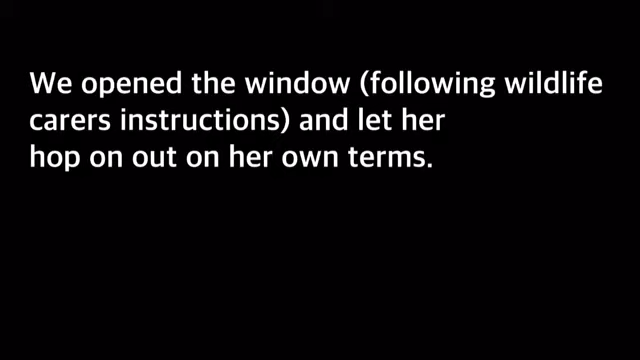 We opened the window (following wildlife
carers instructions) and let her
hop on out on her own terms.